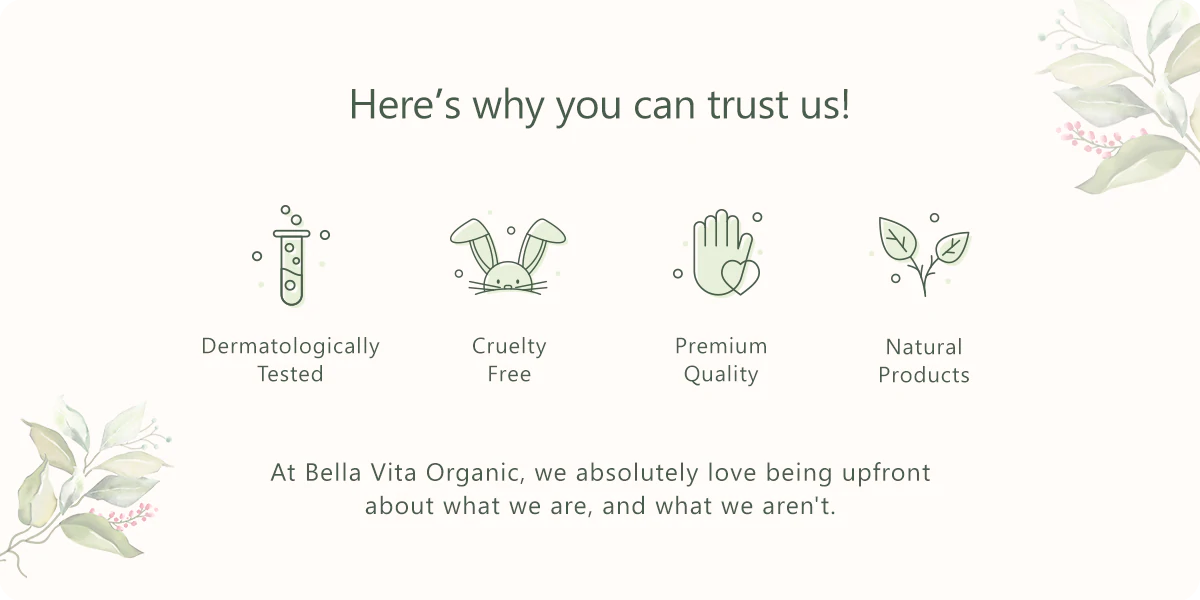 Here’s why you can trust us!
Dermatologically
Tested
Cruelty
Free
Premium
Quality
Natural
Products
At Bella Vita Organic, we absolutely love being upfront
about what we are, and what we aren't.